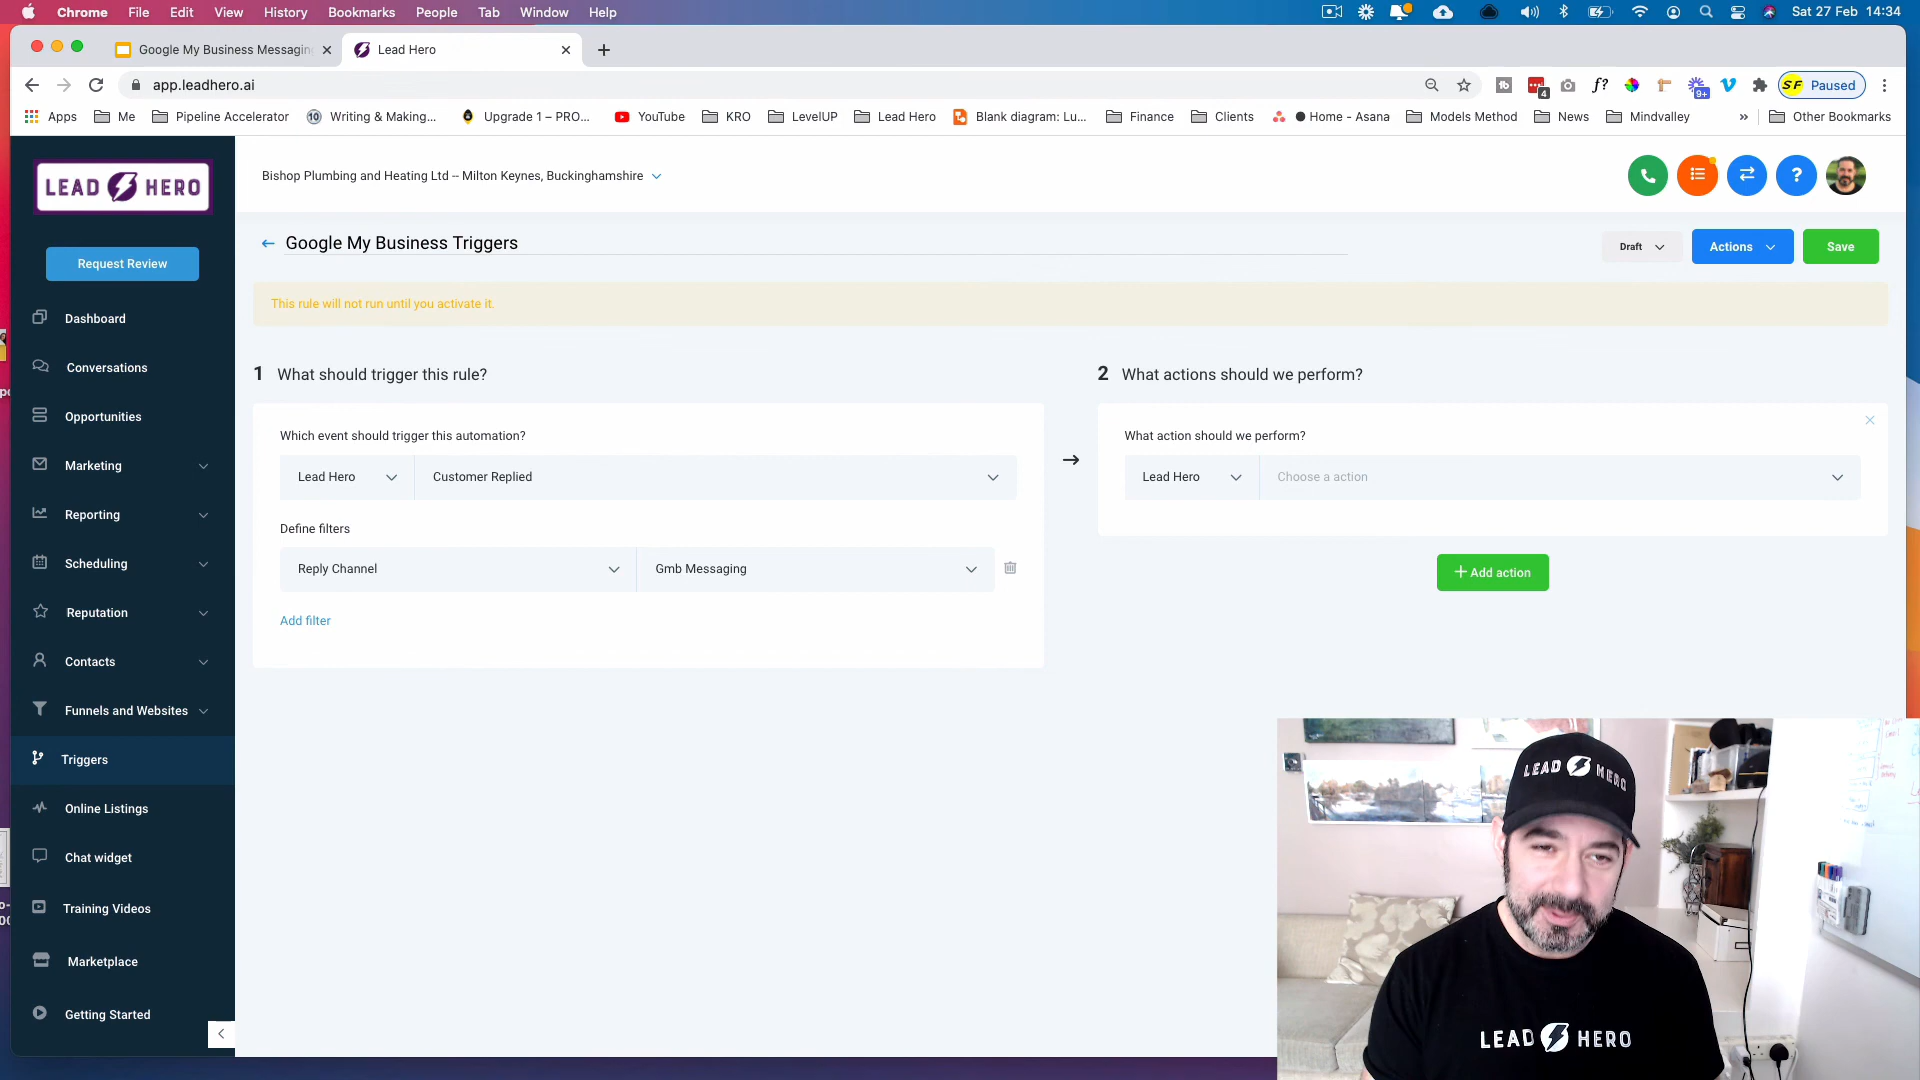 Chrome File Edit View History Bookmarks People Tab Window Help Sat 27 Feb 14:34
Google My Business Messaging
Lead Hero
app.leadhero.ai
4
f?
9+
SF Paused
Apps Me Pipeline Accelerator Writing & Making... Upgrade 1 – PRO... YouTube KRO LevelUP Lead Hero Blank diagram: Lu... Finance Clients Home - Asana Models Method News Mindvalley » Other Bookmarks
LEAD HERO
Bishop Plumbing and Heating Ltd -- Milton Keynes, Buckinghamshire
?
Request Review
Dashboard
Conversations
Opportunities
Marketing
Reporting
Scheduling
Reputation
Contacts
Funnels and Websites
Triggers
Online Listings
Chat widget
Training Videos
Marketplace
Getting Started
Google My Business Triggers
Draft
Actions
Save
This rule will not run until you activate it.
1 What should trigger this rule?
Which event should trigger this automation?
Lead Hero Customer Replied
Define filters
Reply Channel Gmb Messaging
Add filter
2 What actions should we perform?
What action should we perform?
Lead Hero Choose a action
+ Add action
LEAD HERO
LEAD HERO